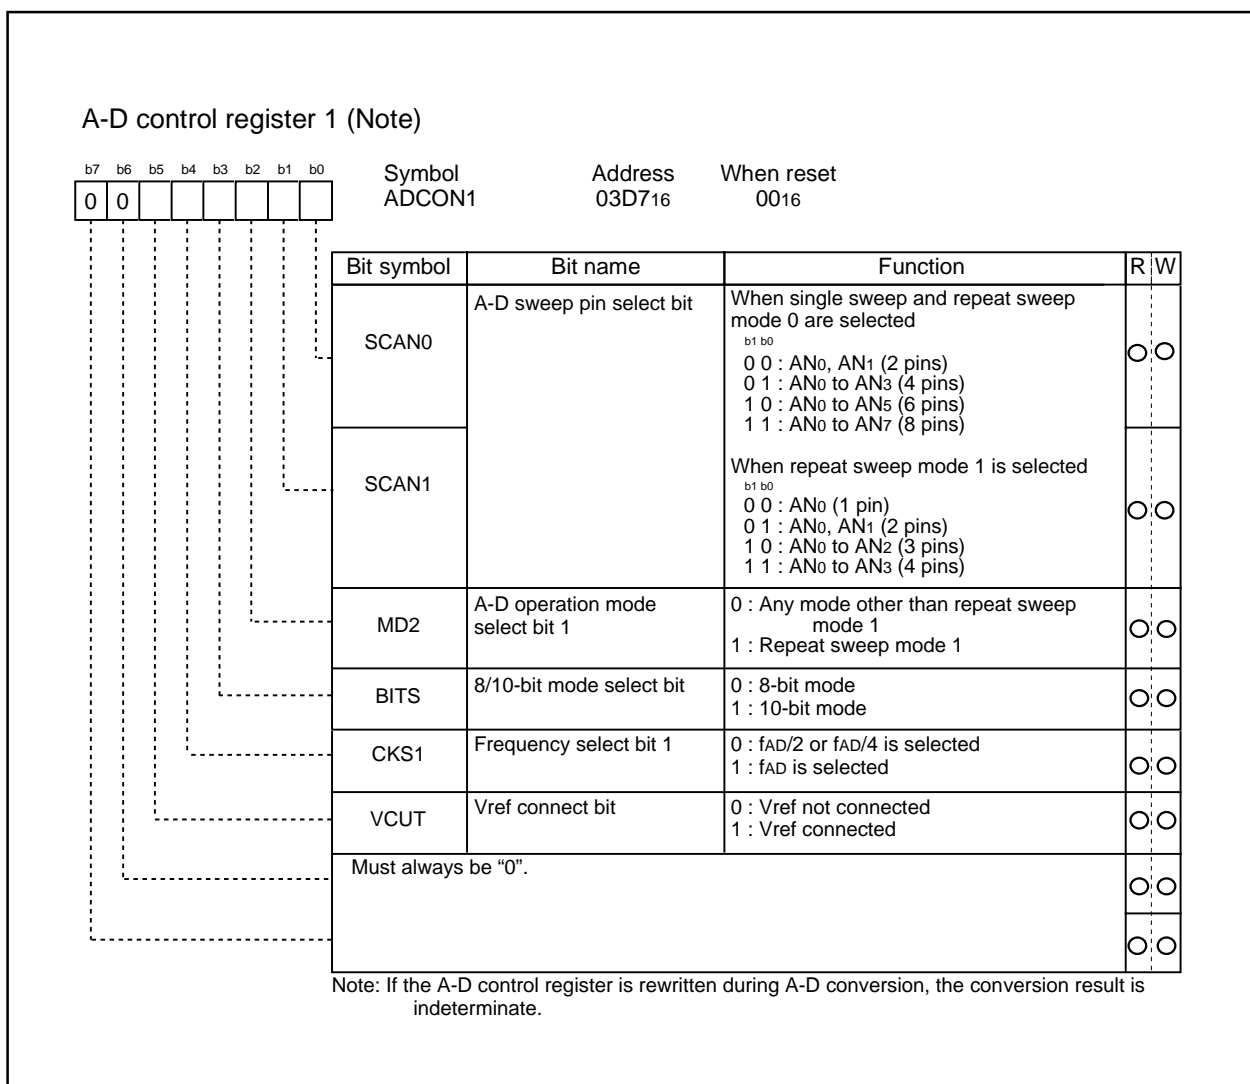 A-D control register 1 (Note)
b7 b6 b5 b4 b3 b2 b1 b0
0 0
Symbol Address When reset
ADCON1 03D716 0016
Bit symbol Bit name Function R W
SCAN0 A-D sweep pin select bit When single sweep and repeat sweep
mode 0 are selected
b1 b0
0 0 : AN0, AN1 (2 pins)
0 1 : AN0 to AN3 (4 pins)
1 0 : AN0 to AN5 (6 pins)
1 1 : AN0 to AN7 (8 pins)
SCAN1 When repeat sweep mode 1 is selected
b1 b0
0 0 : AN0 (1 pin)
0 1 : AN0, AN1 (2 pins)
1 0 : AN0 to AN2 (3 pins)
1 1 : AN0 to AN3 (4 pins)
MD2 A-D operation mode
select bit 1
0 : Any mode other than repeat sweep
mode 1
1 : Repeat sweep mode 1
BITS 8/10-bit mode select bit 0 : 8-bit mode
1 : 10-bit mode
CKS1 Frequency select bit 1 0 : fAD/2 or fAD/4 is selected
1 : fAD is selected
VCUT Vref connect bit 0 : Vref not connected
1 : Vref connected
Must always be “0”.
Note: If the A-D control register is rewritten during A-D conversion, the conversion result is
indeterminate.